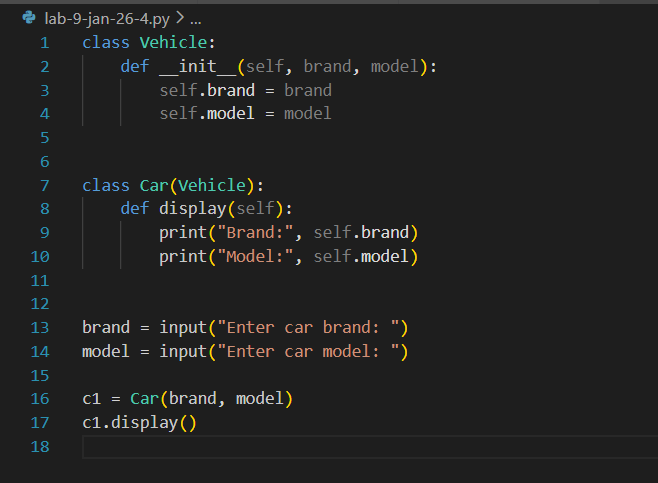 lab-9-jan-26-4.py > ...
1 class Vehicle:
2     def __init__(self, brand, model):
3         self.brand = brand
4         self.model = model
5
6
7 class Car(Vehicle):
8     def display(self):
9         print("Brand:", self.brand)
10         print("Model:", self.model)
11
12
13 brand = input("Enter car brand: ")
14 model = input("Enter car model: ")
15
16 c1 = Car(brand, model)
17 c1.display()
18